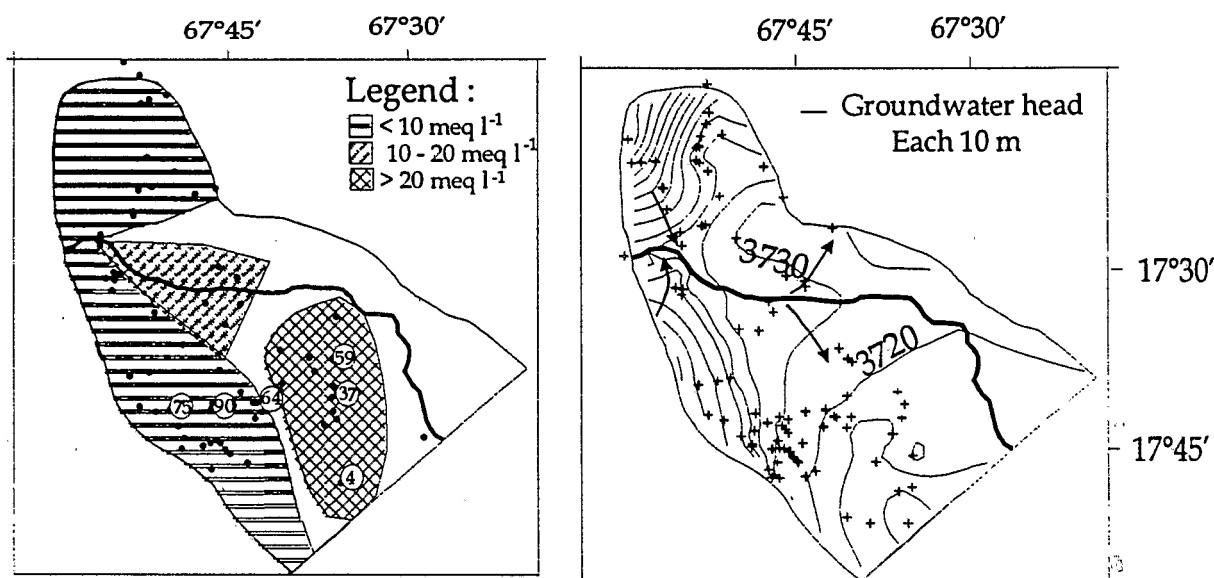 67°45′ 67°30′
Legend :
< 10 meq l⁻¹
10 - 20 meq l⁻¹
> 20 meq l⁻¹
59
37
64
75 90
4
67°45′ 67°30′
— Groundwater head
Each 10 m
3730
3720
17°30′
17°45′